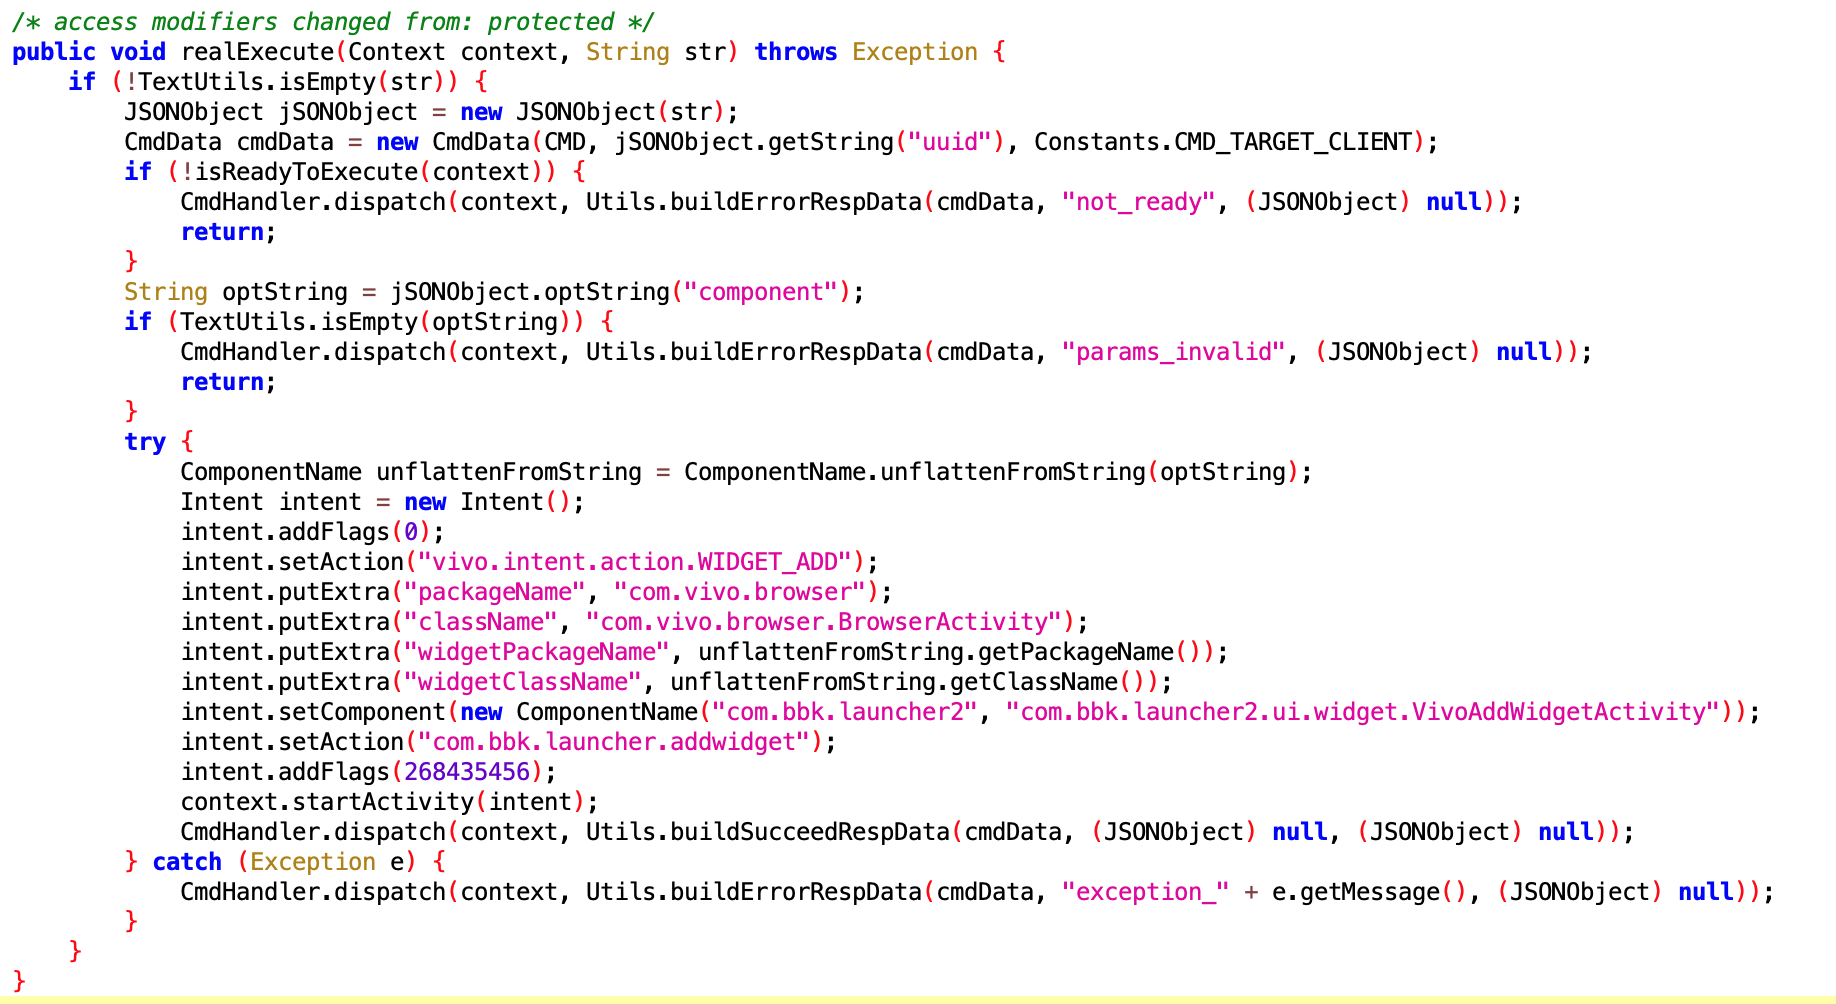 /* access modifiers changed from: protected */
public void realExecute(Context context, String str) throws Exception {
    if (!TextUtils.isEmpty(str)) {
        JSONObject jSONObject = new JSONObject(str);
        CmdData cmdData = new CmdData(CMD, jSONObject.getString("uuid"), Constants.CMD_TARGET_CLIENT);
        if (!isReadyToExecute(context)) {
            CmdHandler.dispatch(context, Utils.buildErrorRespData(cmdData, "not_ready", (JSONObject) null));
            return;
        }
        String optString = jSONObject.optString("component");
        if (TextUtils.isEmpty(optString)) {
            CmdHandler.dispatch(context, Utils.buildErrorRespData(cmdData, "params_invalid", (JSONObject) null));
            return;
        }
        try {
            ComponentName unflattenFromString = ComponentName.unflattenFromString(optString);
            Intent intent = new Intent();
            intent.addFlags(0);
            intent.setAction("vivo.intent.action.WIDGET_ADD");
            intent.putExtra("packageName", "com.vivo.browser");
            intent.putExtra("className", "com.vivo.browser.BrowserActivity");
            intent.putExtra("widgetPackageName", unflattenFromString.getPackageName());
            intent.putExtra("widgetClassName", unflattenFromString.getClassName());
            intent.setComponent(new ComponentName("com.bbk.launcher2", "com.bbk.launcher2.ui.widget.VivoAddWidgetActivity"));
            intent.setAction("com.bbk.launcher.addwidget");
            intent.addFlags(268435456);
            context.startActivity(intent);
            CmdHandler.dispatch(context, Utils.buildSucceedRespData(cmdData, (JSONObject) null, (JSONObject) null));
        } catch (Exception e) {
            CmdHandler.dispatch(context, Utils.buildErrorRespData(cmdData, "exception_" + e.getMessage(), (JSONObject) null));
        }
    }
}